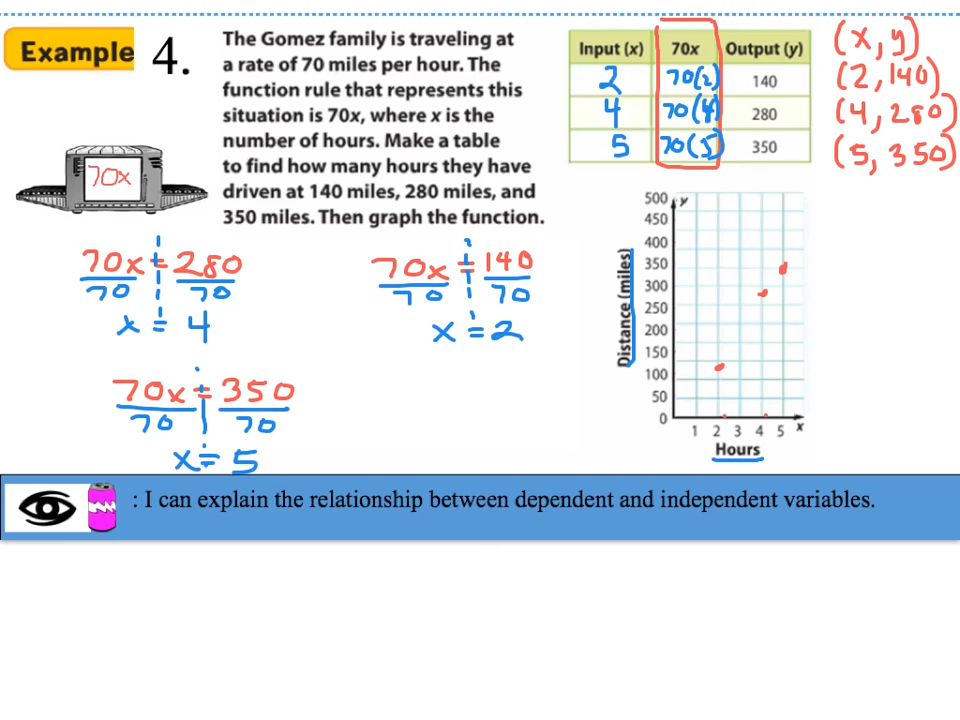 Example 4.
The Gomez family is traveling at
a rate of 70 miles per hour. The
function rule that represents this
situation is 70x, where x is the
number of hours. Make a table
to find how many hours they have
driven at 140 miles, 280 miles, and
350 miles. Then graph the function.
70x
Input (x) 70x Output (y)
2 70(2) 140
4 70(4) 280
5 70(5) 350
(x, y)
(2, 140)
(4, 280)
(5, 350)
70x = 280
70 70
x = 4
70x = 140
70 70
x = 2
70x = 350
70 70
x = 5
Distance (miles)
500 y
450
400
350
300
250
200
150
100
50
0
1 2 3 4 5 x
Hours
: I can explain the relationship between dependent and independent variables.